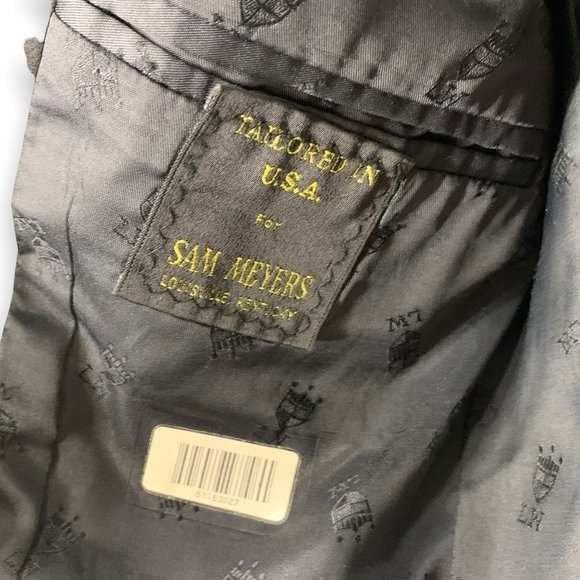 TAILORED IN
U.S.A.
FOR
SAM MEYERS
LOUISVILLE, KENTUCKY
51163027